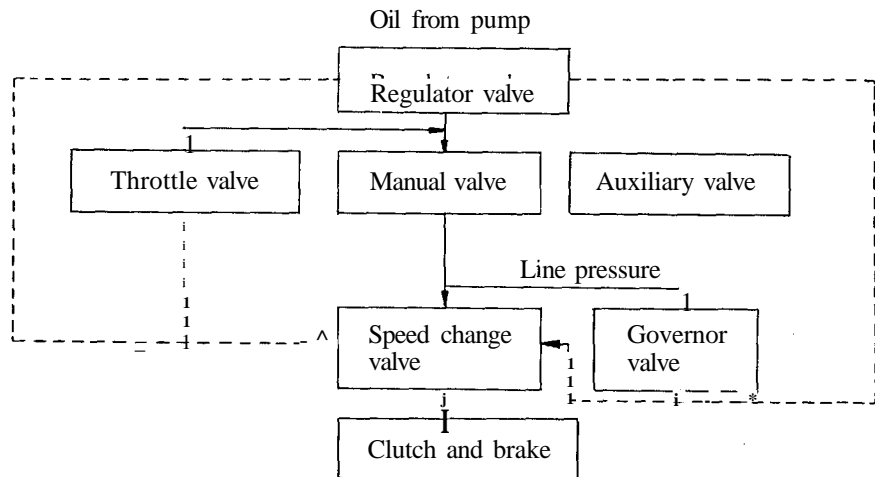 Oil from pump
Regulator valve
Throttle valve
Manual valve
Auxiliary valve
Line pressure
Speed change
valve
Governor
valve
Clutch and brake